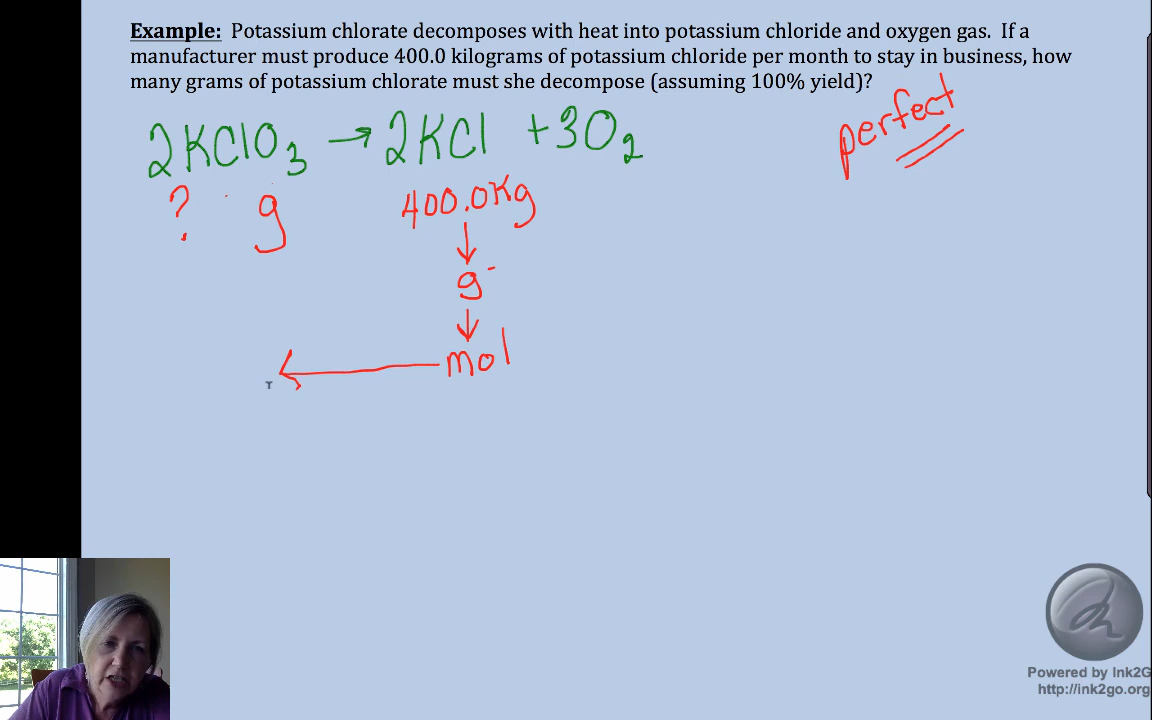 Example: Potassium chlorate decomposes with heat into potassium chloride and oxygen gas. If a
manufacturer must produce 400.0 kilograms of potassium chloride per month to stay in business, how
many grams of potassium chlorate must she decompose (assuming 100% yield)?
perfect
2KClO3 → 2KCl + 3O2
? g 400.0Kg
↓
g
↓
mol
←
Powered by Ink2G
http://ink2go.org